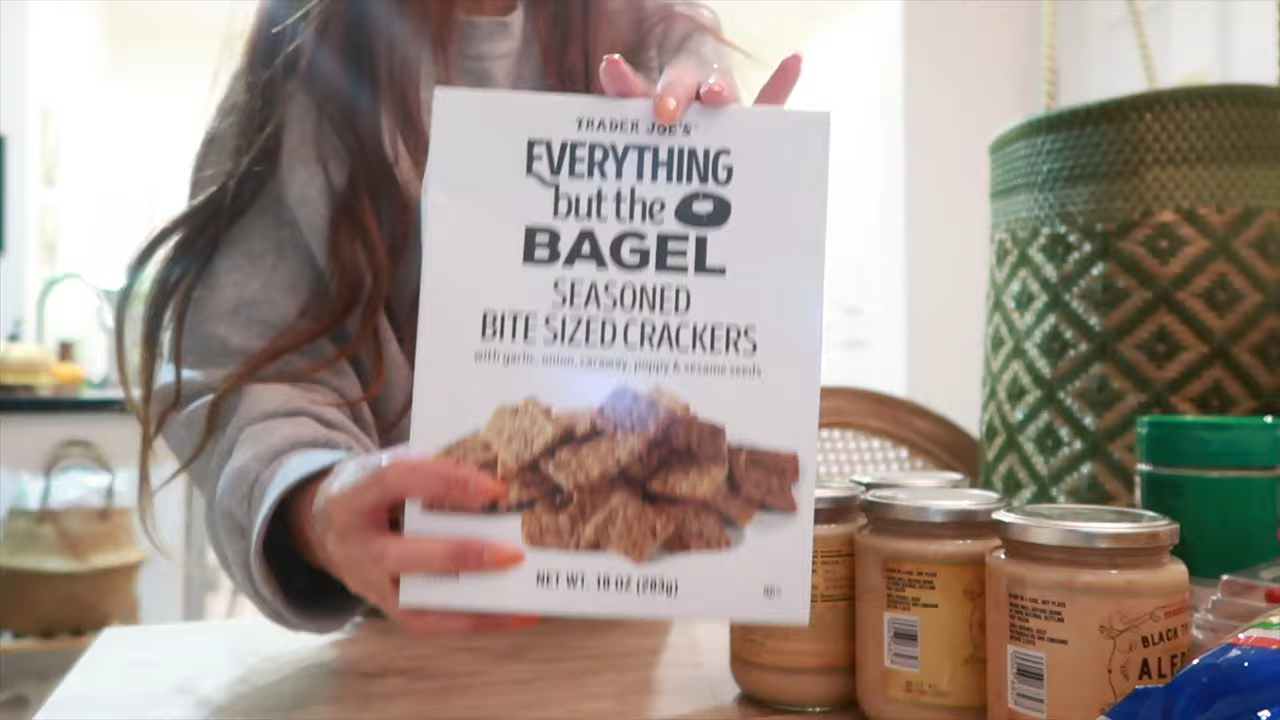 TRADER JOE'S
EVERYTHING
but the
BAGEL
SEASONED
BITE SIZED CRACKERS
with garlic, onion, caraway, poppy & sesame seeds
NET WT. 10 OZ (283g)
BLACK
ALF